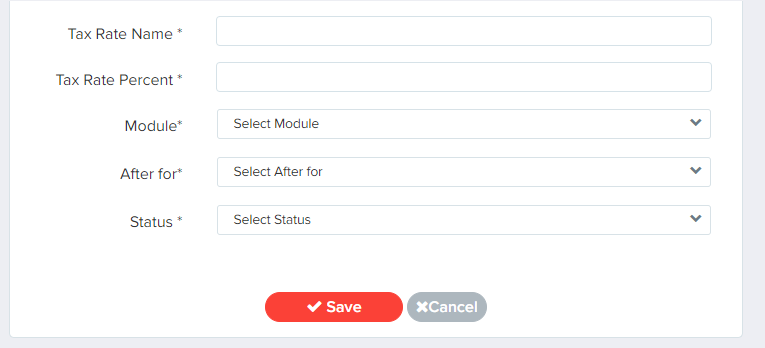 Tax Rate Name *
Tax Rate Percent *
Module* Select Module
After for* Select After for
Status * Select Status
Save Cancel